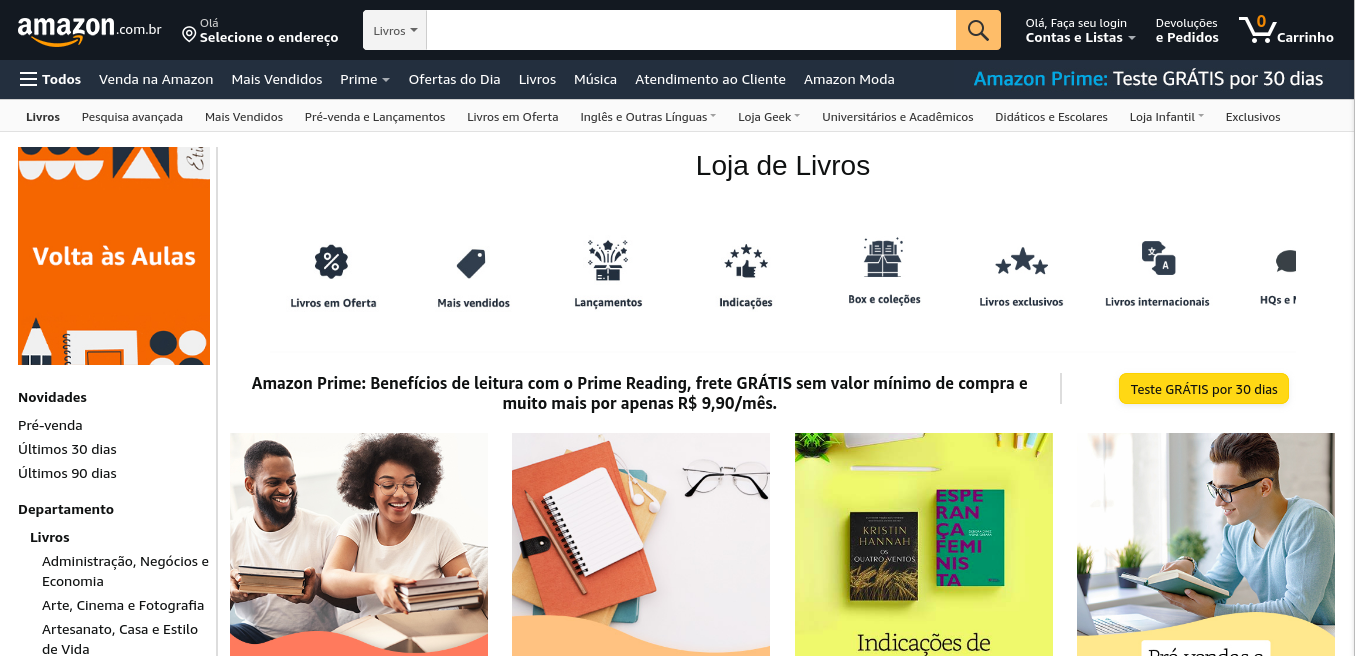 amazon.com.br
Olá
Selecione o endereço
Livros
Olá, Faça seu login
Contas e Listas
Devoluções
e Pedidos
0
Carrinho
Todos
Venda na Amazon
Mais Vendidos
Prime
Ofertas do Dia
Livros
Música
Atendimento ao Cliente
Amazon Moda
Amazon Prime: Teste GRÁTIS por 30 dias
Livros
Pesquisa avançada
Mais Vendidos
Pré-venda e Lançamentos
Livros em Oferta
Inglês e Outras Línguas
Loja Geek
Universitários e Acadêmicos
Didáticos e Escolares
Loja Infantil
Exclusivos
Volta às Aulas
Novidades
Pré-venda
Últimos 30 dias
Últimos 90 dias
Departamento
Livros
Administração, Negócios e
Economia
Arte, Cinema e Fotografia
Artesanato, Casa e Estilo
de Vida
Loja de Livros
%
A
Livros em Oferta
Mais vendidos
Lançamentos
Indicações
Box e coleções
Livros exclusivos
Livros internacionais
HQs e
Amazon Prime: Benefícios de leitura com o Prime Reading, frete GRÁTIS sem valor mínimo de compra e
muito mais por apenas R$ 9,90/mês.
Teste GRÁTIS por 30 dias
KRISTIN
HANNAH
OS
QUATRO VENTOS
ESPE
RAN
ÇA
FEMI
NIS
TA
Indicações de
Pré-vendas e